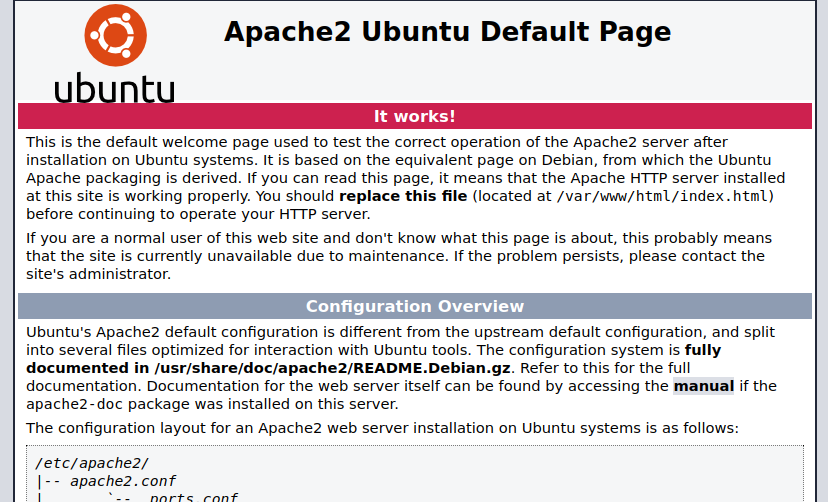 ubuntu
Apache2 Ubuntu Default Page
It works!
This is the default welcome page used to test the correct operation of the Apache2 server after
installation on Ubuntu systems. It is based on the equivalent page on Debian, from which the Ubuntu
Apache packaging is derived. If you can read this page, it means that the Apache HTTP server installed
at this site is working properly. You should replace this file (located at /var/www/html/index.html)
before continuing to operate your HTTP server.
If you are a normal user of this web site and don't know what this page is about, this probably means
that the site is currently unavailable due to maintenance. If the problem persists, please contact the
site's administrator.
Configuration Overview
Ubuntu's Apache2 default configuration is different from the upstream default configuration, and split
into several files optimized for interaction with Ubuntu tools. The configuration system is fully
documented in /usr/share/doc/apache2/README.Debian.gz. Refer to this for the full
documentation. Documentation for the web server itself can be found by accessing the manual if the
apache2-doc package was installed on this server.
The configuration layout for an Apache2 web server installation on Ubuntu systems is as follows:
/etc/apache2/
|-- apache2.conf
|       `--  ports.conf